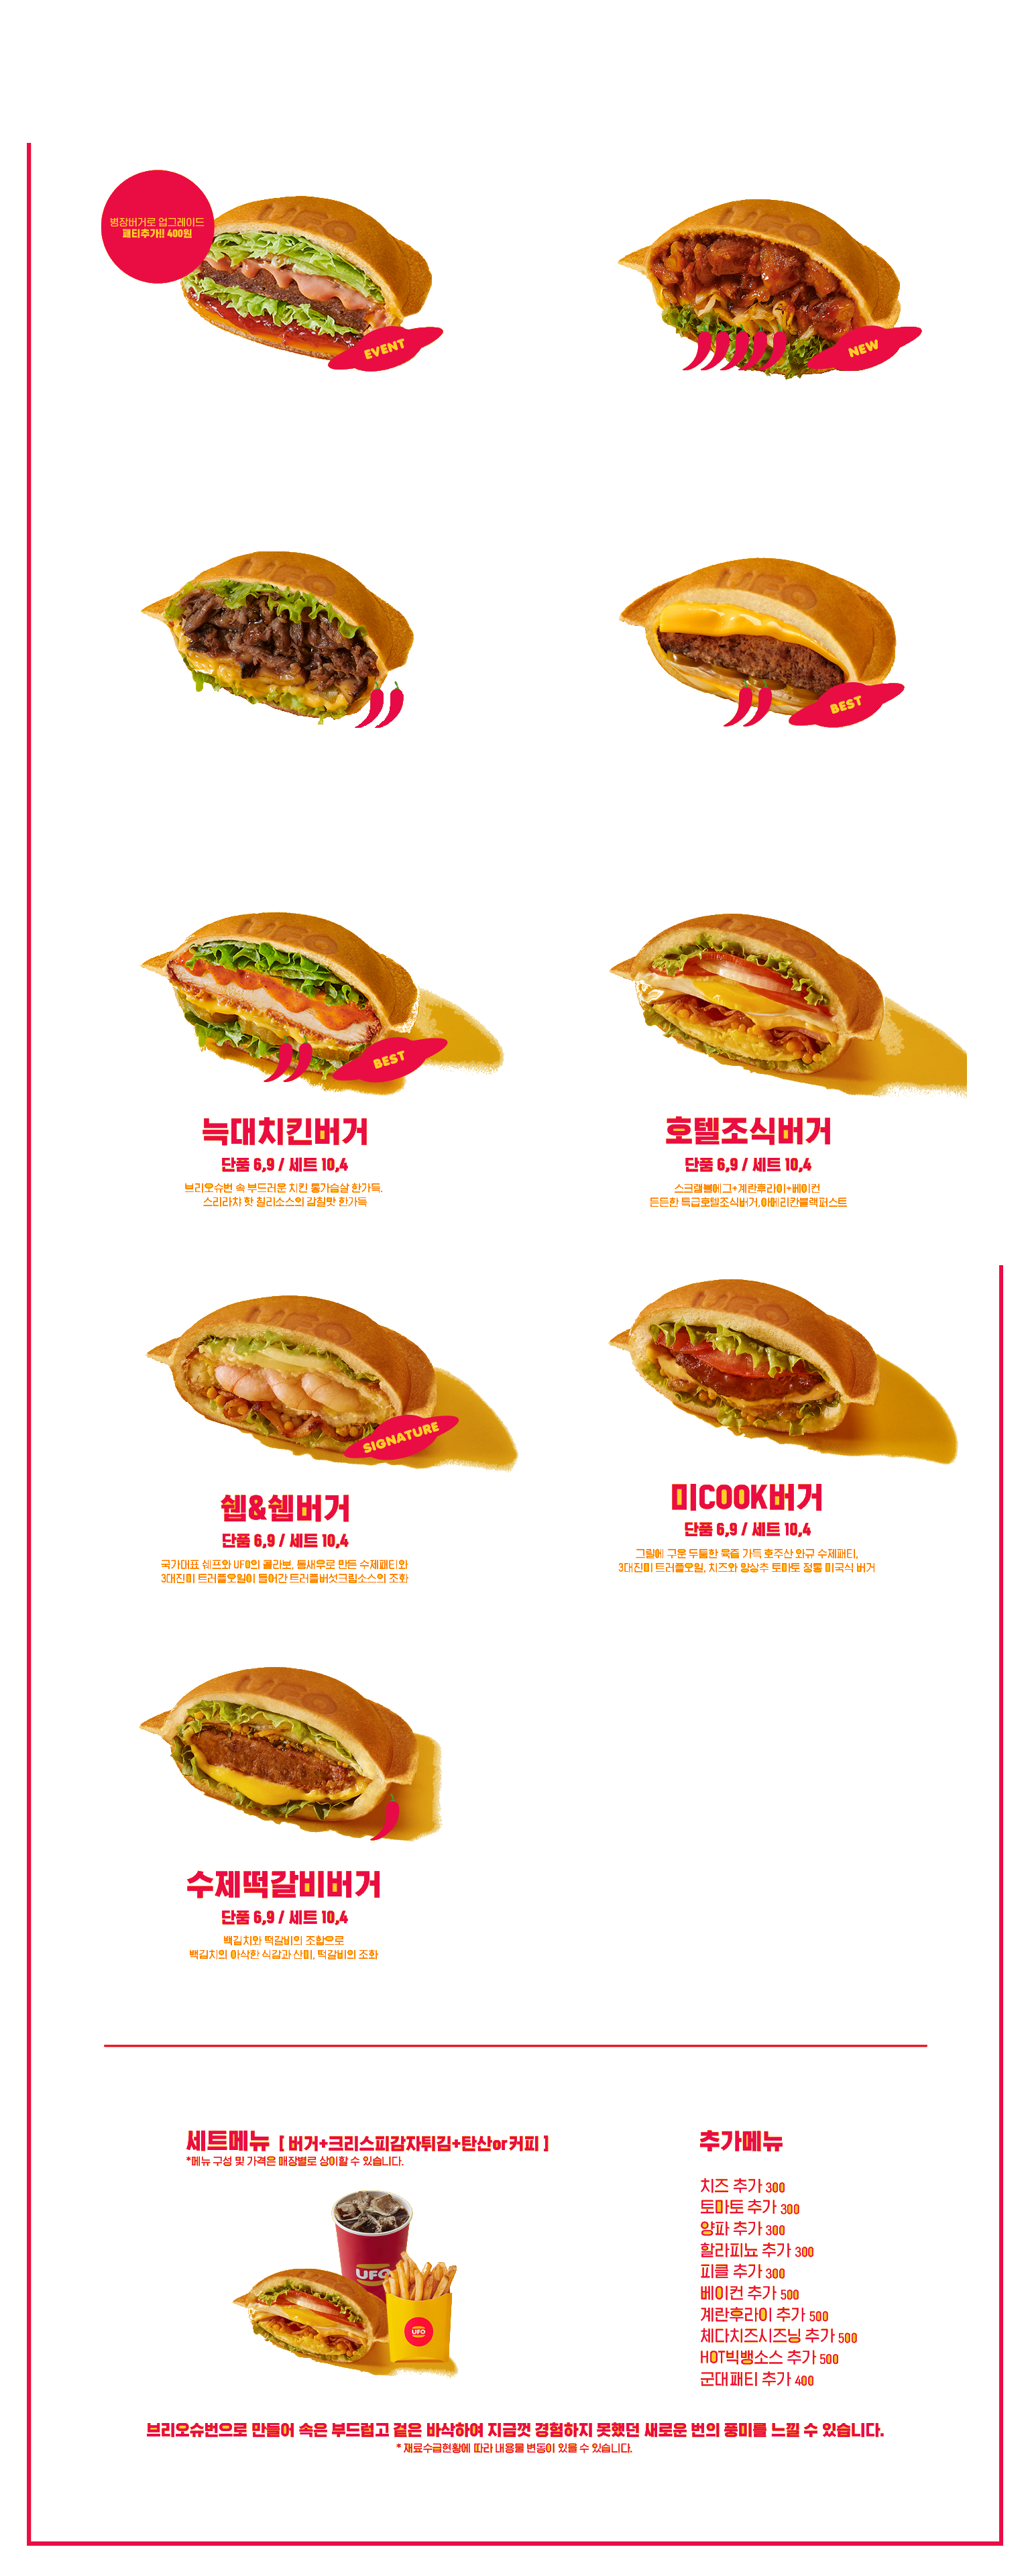 병장버거로 업그레이드
패티추가!! 400원
UFO
EVENT
UFO
NEW
UFO
UFO
BEST
UFO
BEST
UFO
늑대치킨버거
단품 6,9 / 세트 10,4
브리오슈번 속 부드러운 치킨 통가슴살 한가득.
스리라챠 핫 칠리소스의 감칠맛 한가득
호텔조식버거
단품 6,9 / 세트 10,4
스크램블에그+계란후라이+베이컨
든든한 특급호텔조식버거,아메리칸블랙퍼스트
UFO
SIGNATURE
UFO
쉡&쉡버거
단품 6,9 / 세트 10,4
국가대표 쉐프와 UFO의 콜라보, 통새우로 만든 수제패티와
3대진미 트러플오일이 들어간 트러플버섯크림소스의 조화
미COOK버거
단품 6,9 / 세트 10,4
그릴에 구운 두툼한 육즙 가득 호주산 와규 수제패티,
3대진미 트러플오일, 치즈와 양상추 토마토 정통 미국식 버거
UFO
수제떡갈비버거
단품 6,9 / 세트 10,4
백김치와 떡갈비의 조합으로
백김치의 아삭한 식감과 산미, 떡갈비의 조화
세트메뉴 [ 버거+크리스피감자튀김+탄산or커피 ]
*메뉴 구성 및 가격은 매장별로 상이할 수 있습니다.
UFO
UFO
추가메뉴
치즈 추가 300
토마토 추가 300
양파 추가 300
할라피뇨 추가 300
피클 추가 300
베이컨 추가 500
계란후라이 추가 500
체다치즈시즈닝 추가 500
HOT빅뱅소스 추가 500
군대패티 추가 400
브리오슈번으로 만들어 속은 부드럽고 겉은 바삭하여 지금껏 경험하지 못했던 새로운 번의 풍미를 느낄 수 있습니다.
* 재료수급현황에 따라 내용물 변동이 있을 수 있습니다.